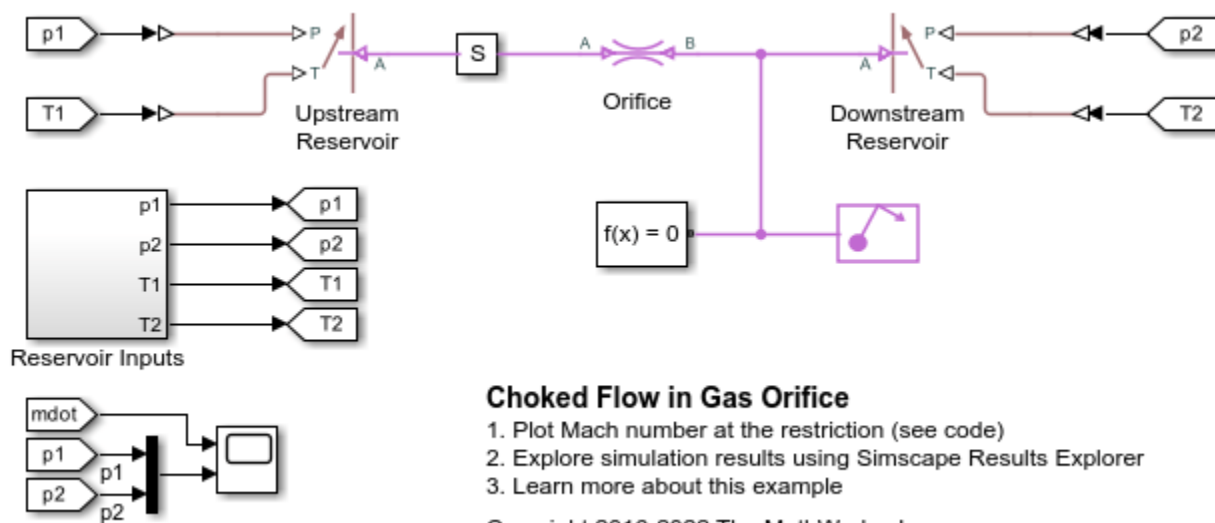 p1
P
A
S
A
B
A
P
p2
T1
T
Upstream
Reservoir
Orifice
Downstream
Reservoir
T
T2
p1
p1
p2
p2
T1
T1
T2
T2
Reservoir Inputs
f(x) = 0
mdot
p1
p1
p2
p2
Choked Flow in Gas Orifice
1. Plot Mach number at the restriction (see code)
2. Explore simulation results using Simscape Results Explorer
3. Learn more about this example